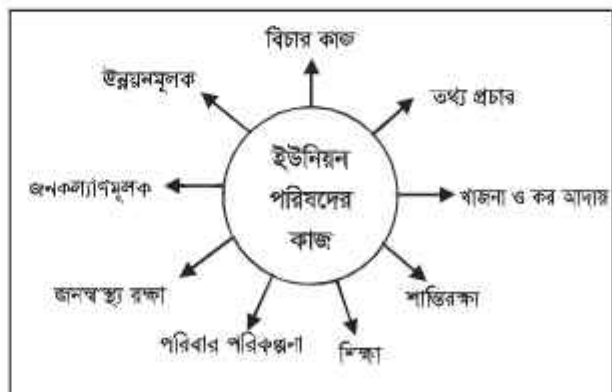 বিচার কাজ
উন্নয়নমূলক
তথ্য প্রচার
ইউনিয়ন
পরিষদের
কাজ
জনকল্যাণমূলক
খাজনা ও কর আদায়
জনস্বাস্থ্য রক্ষা
শান্তিরক্ষা
পরিবার পরিকল্পনা
শিক্ষা